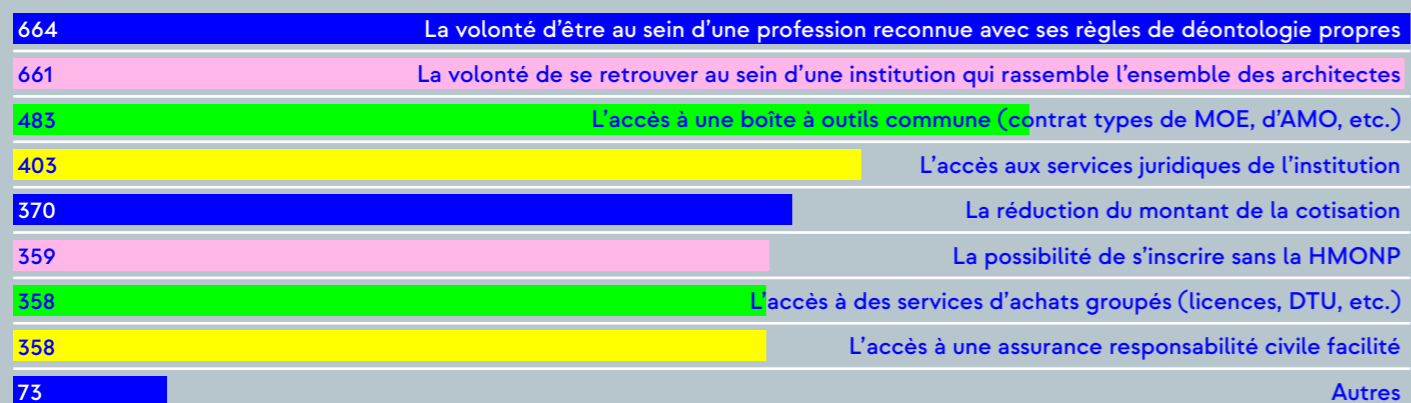 664 La volonté d'être au sein d'une profession reconnue avec ses règles de déontologie propres
661 La volonté de se retrouver au sein d'une institution qui rassemble l'ensemble des architectes
483 L'accès à une boîte à outils commune (contrat types de MOE, d'AMO, etc.)
403 L'accès aux services juridiques de l'institution
370 La réduction du montant de la cotisation
359 La possibilité de s'inscrire sans la HMONP
358 L'accès à des services d'achats groupés (licences, DTU, etc.)
358 L'accès à une assurance responsabilité civile facilité
73 Autres